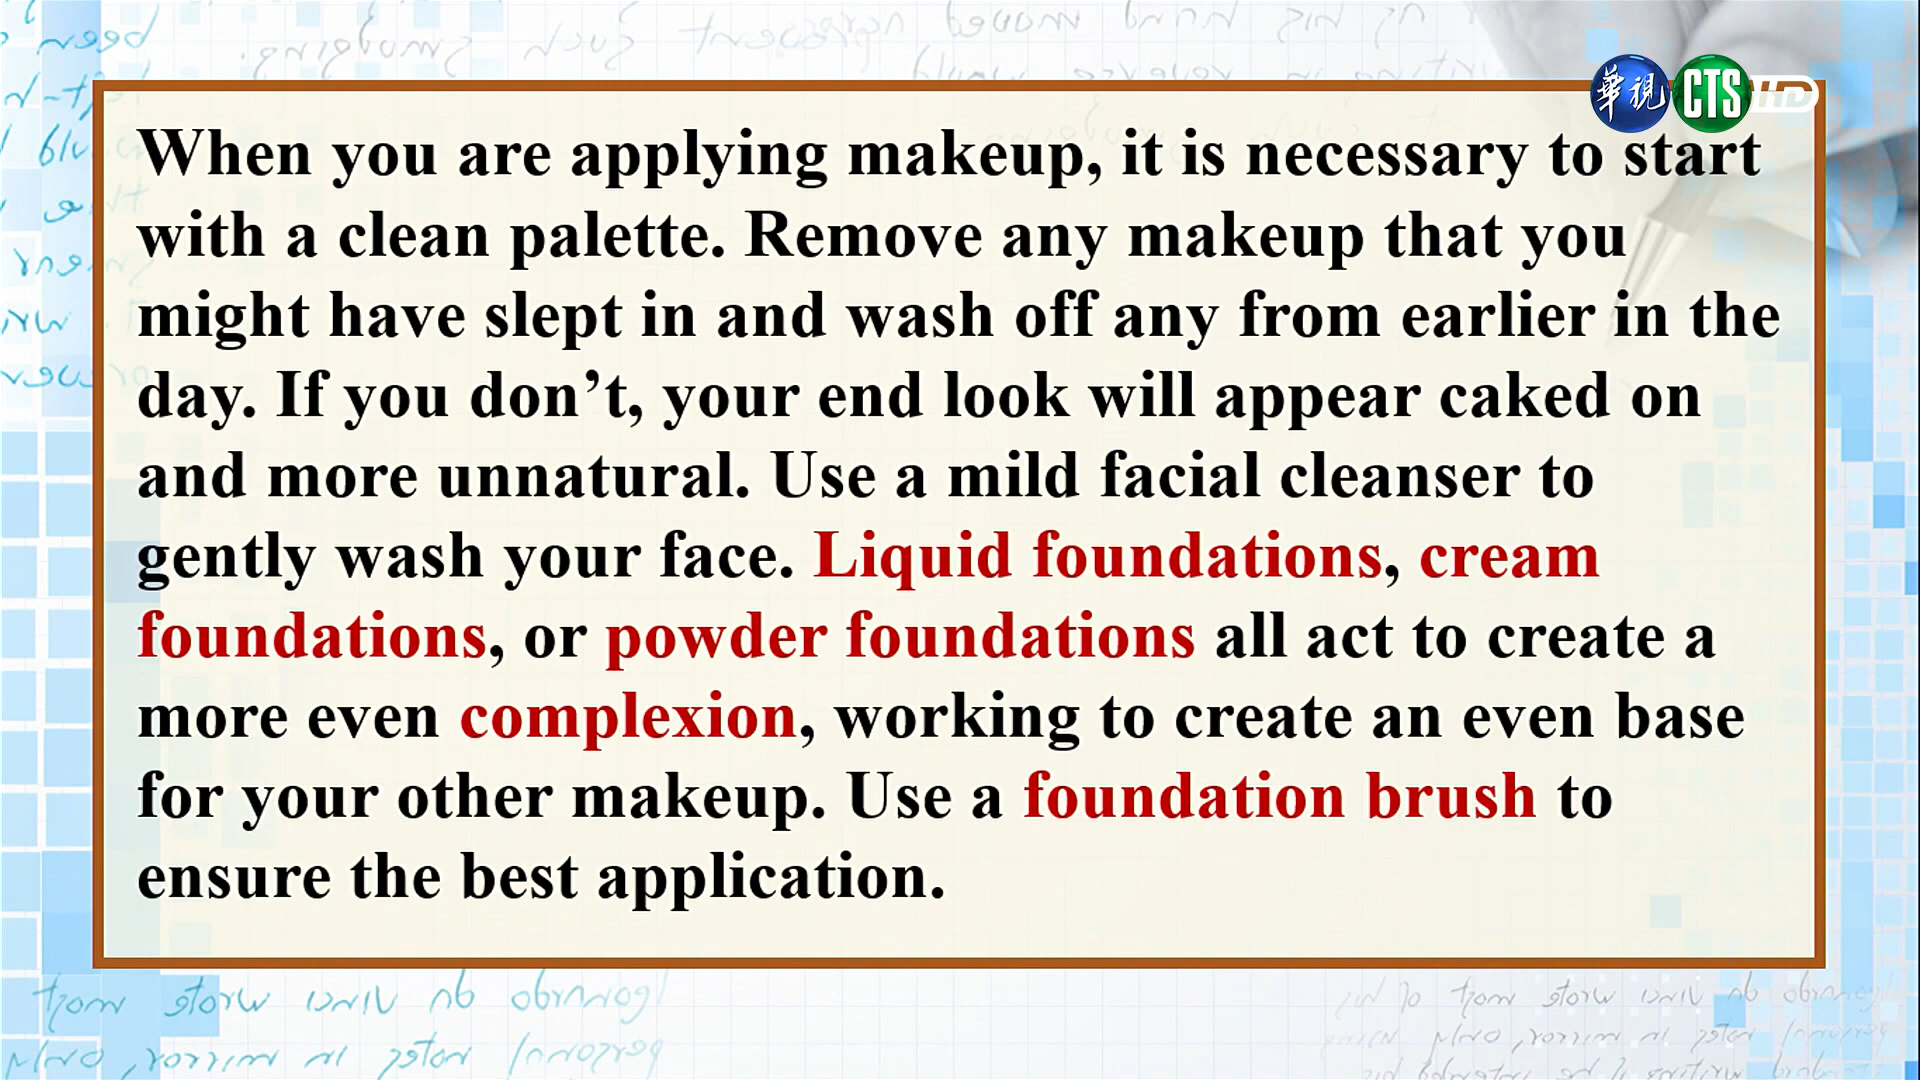 華視 CTS HD
When you are applying makeup, it is necessary to start
with a clean palette. Remove any makeup that you
might have slept in and wash off any from earlier in the
day. If you don’t, your end look will appear caked on
and more unnatural. Use a mild facial cleanser to
gently wash your face. Liquid foundations, cream
foundations, or powder foundations all act to create a
more even complexion, working to create an even base
for your other makeup. Use a foundation brush to
ensure the best application.